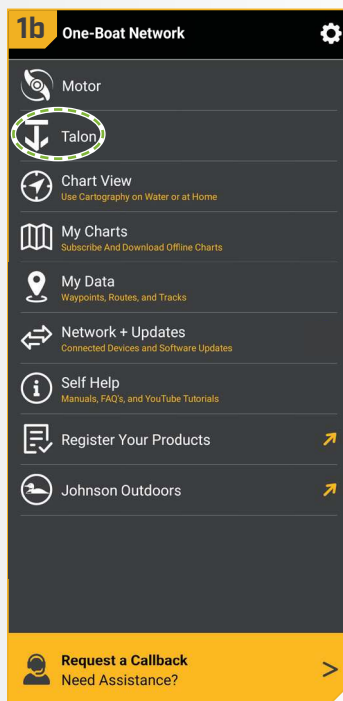 1b
One-Boat Network
Motor
Talon
Chart View
Use Cartography on Water or at Home
My Charts
Subscribe And Download Offline Charts
My Data
Waypoints, Routes, and Tracks
Network + Updates
Connected Devices and Software Updates
Self Help
Manuals, FAQ's, and YouTube Tutorials
Register Your Products
Johnson Outdoors
Request a Callback
Need Assistance?